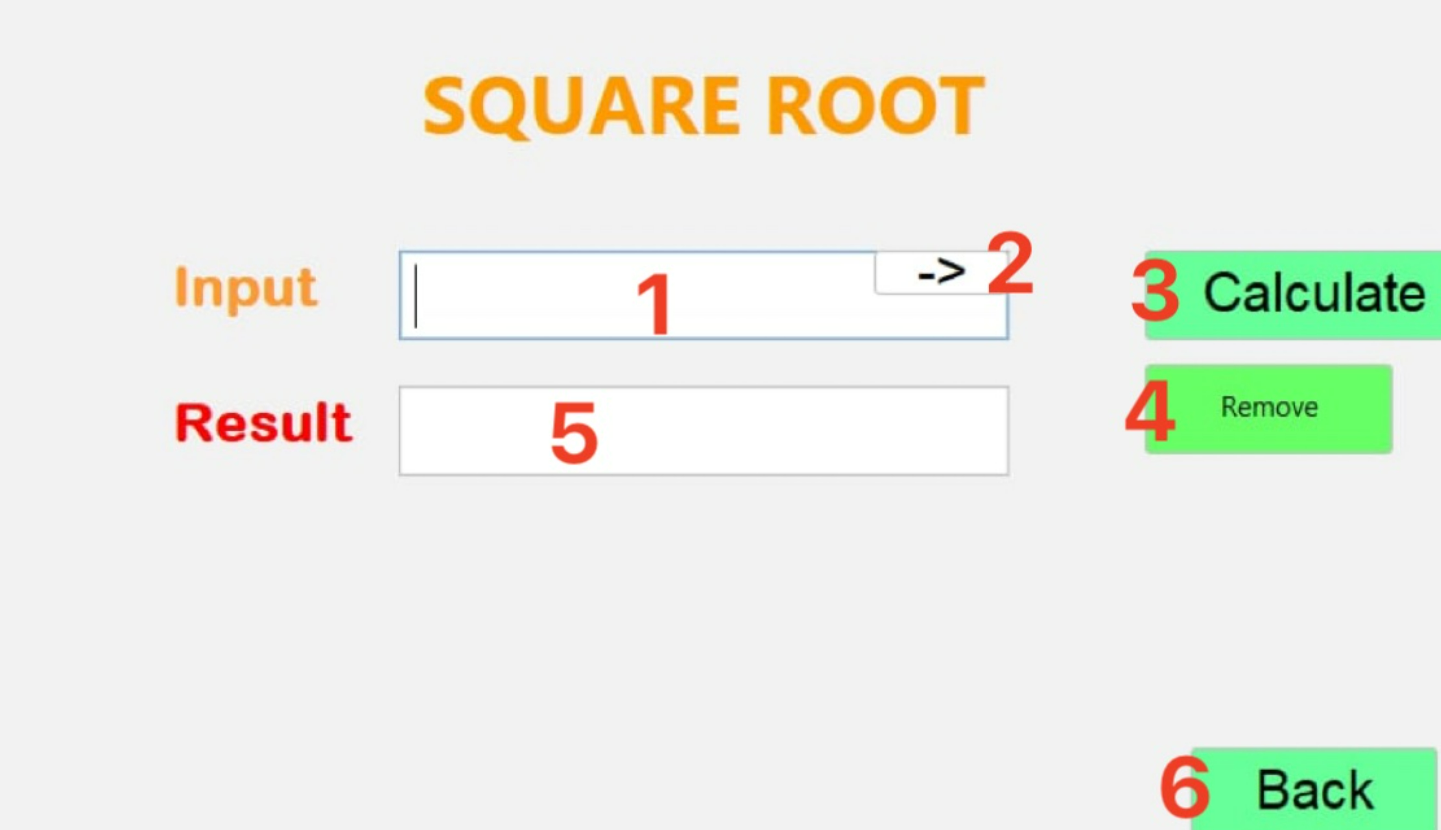 SQUARE ROOT
Input 1 -> 2 3 Calculate
4 Remove
Result 5
6 Back